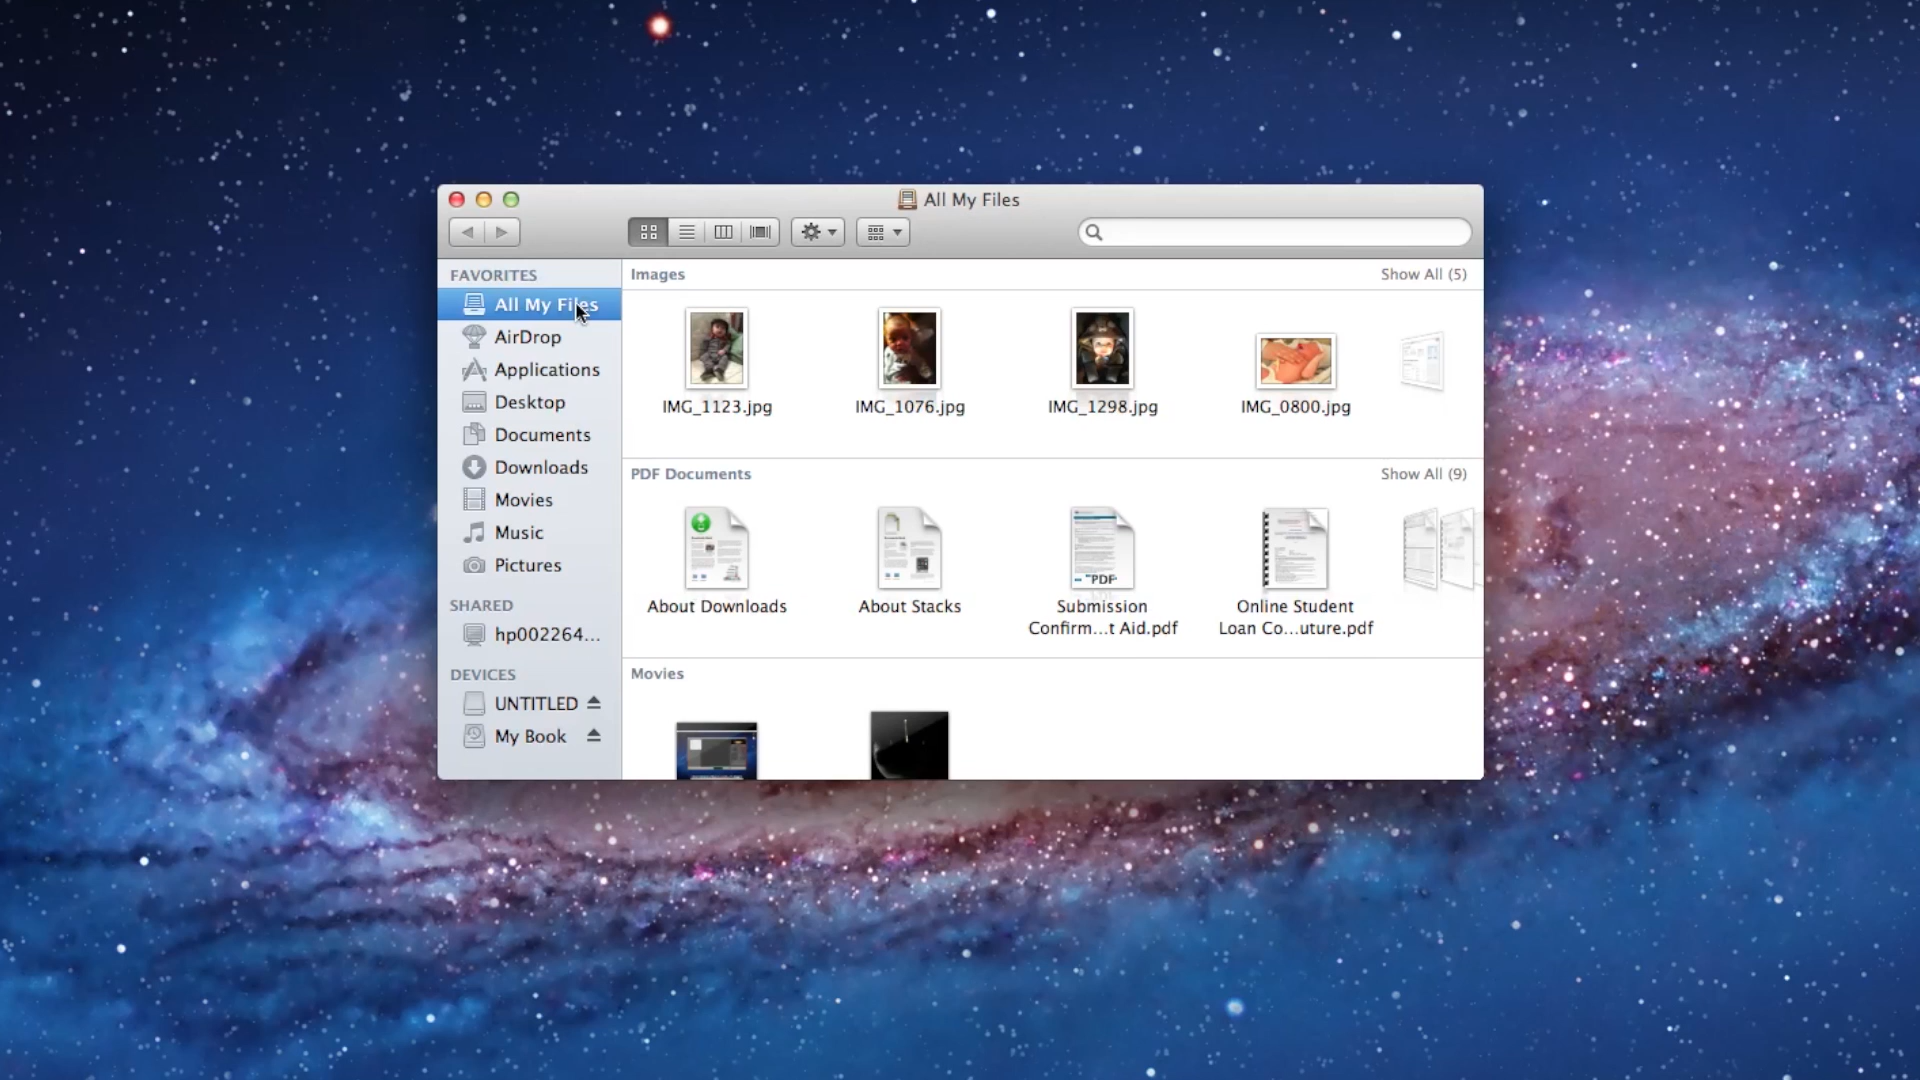 All My Files
FAVORITES
All My Files
AirDrop
Applications
Desktop
Documents
Downloads
Movies
Music
Pictures
SHARED
hp002264...
DEVICES
UNTITLED
My Book
Images
Show All (5)
IMG_1123.jpg
IMG_1076.jpg
IMG_1298.jpg
IMG_0800.jpg
PDF Documents
Show All (9)
PDF
About Downloads
About Stacks
Submission
Confirm...t Aid.pdf
Online Student
Loan Co...uture.pdf
Movies